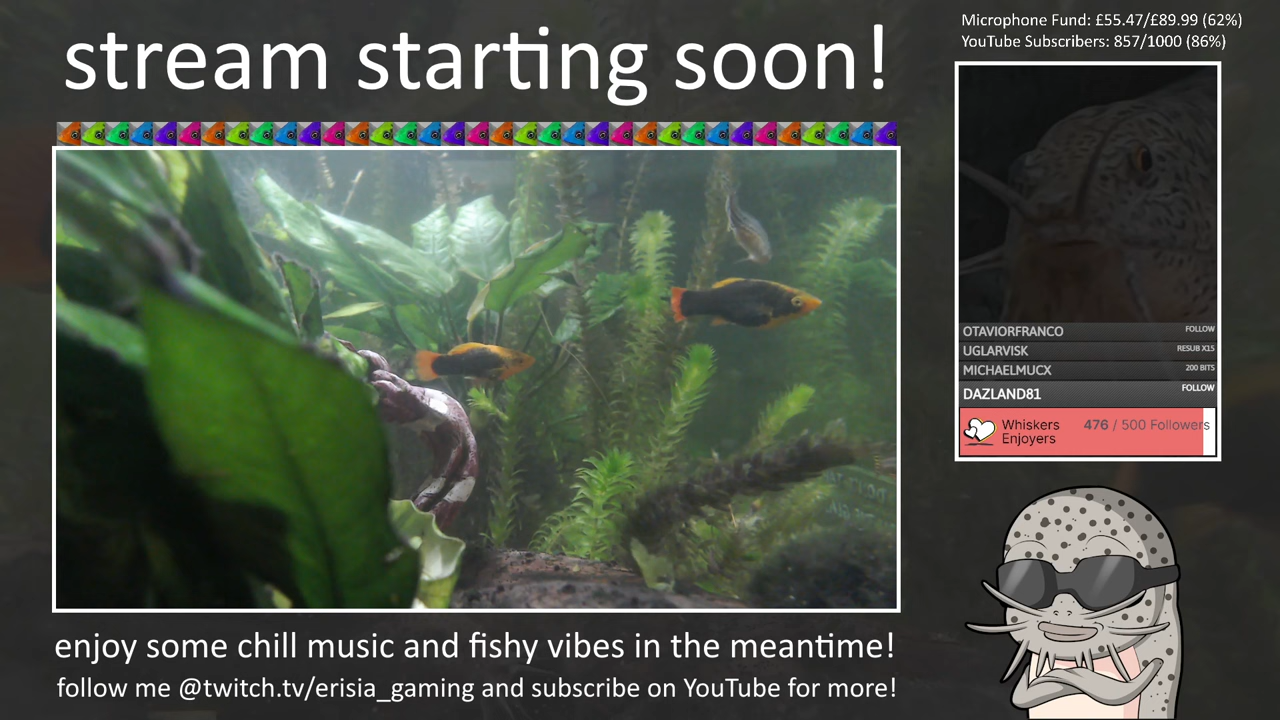 stream starting soon!
Microphone Fund: £55.47/£89.99 (62%)
YouTube Subscribers: 857/1000 (86%)
OTAVIORFRANCO FOLLOW
UGLARVISK RESUB X15
MICHAELMUCX 200 BITS
DAZLAND81 FOLLOW
Whiskers Enjoyers 476 / 500 Followers
enjoy some chill music and fishy vibes in the meantime!
follow me @twitch.tv/erisia_gaming and subscribe on YouTube for more!